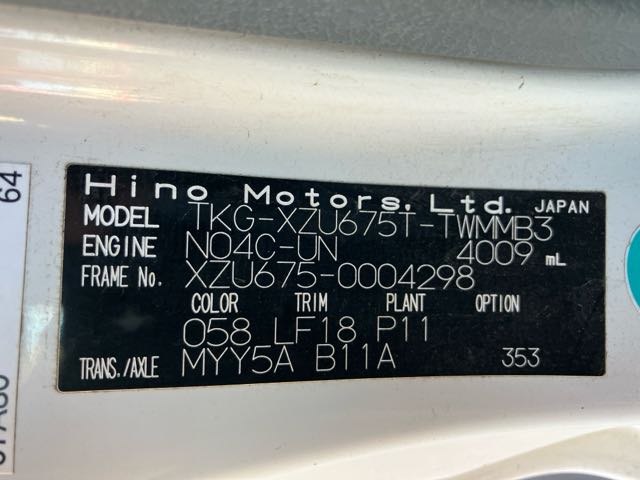 Hino Motors, Ltd. JAPAN
MODEL TKG-XZU675T-TWMMB3
ENGINE N04C-UN 4009 mL
FRAME No. XZU675-0004298
COLOR TRIM PLANT OPTION
058 LF18 P11
TRANS./AXLE MYY5A B11A 353
64